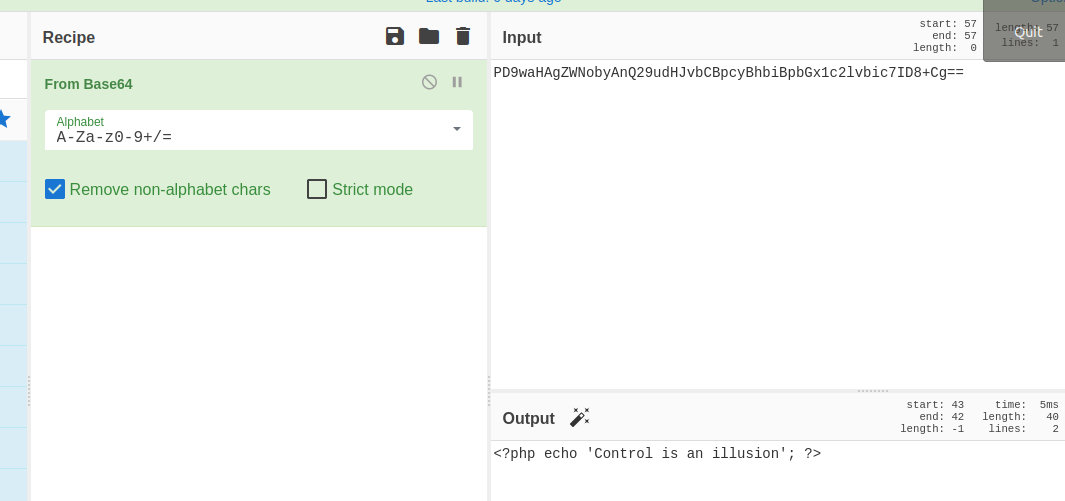 Last build: 6 days ago
Recipe
From Base64
Alphabet
A-Za-z0-9+/=
Remove non-alphabet chars
Strict mode
Input
start: 57
end: 57
length: 0
length: 57
lines: 1
Quit
PD9waHAgZWNobyAnQ29udHJvbCBpcyBhbiBpbGx1c2lvbic7ID8+Cg==
Output
start: 43
end: 42
length: -1
time: 5ms
length: 40
lines: 2
<?php echo 'Control is an illusion'; ?>